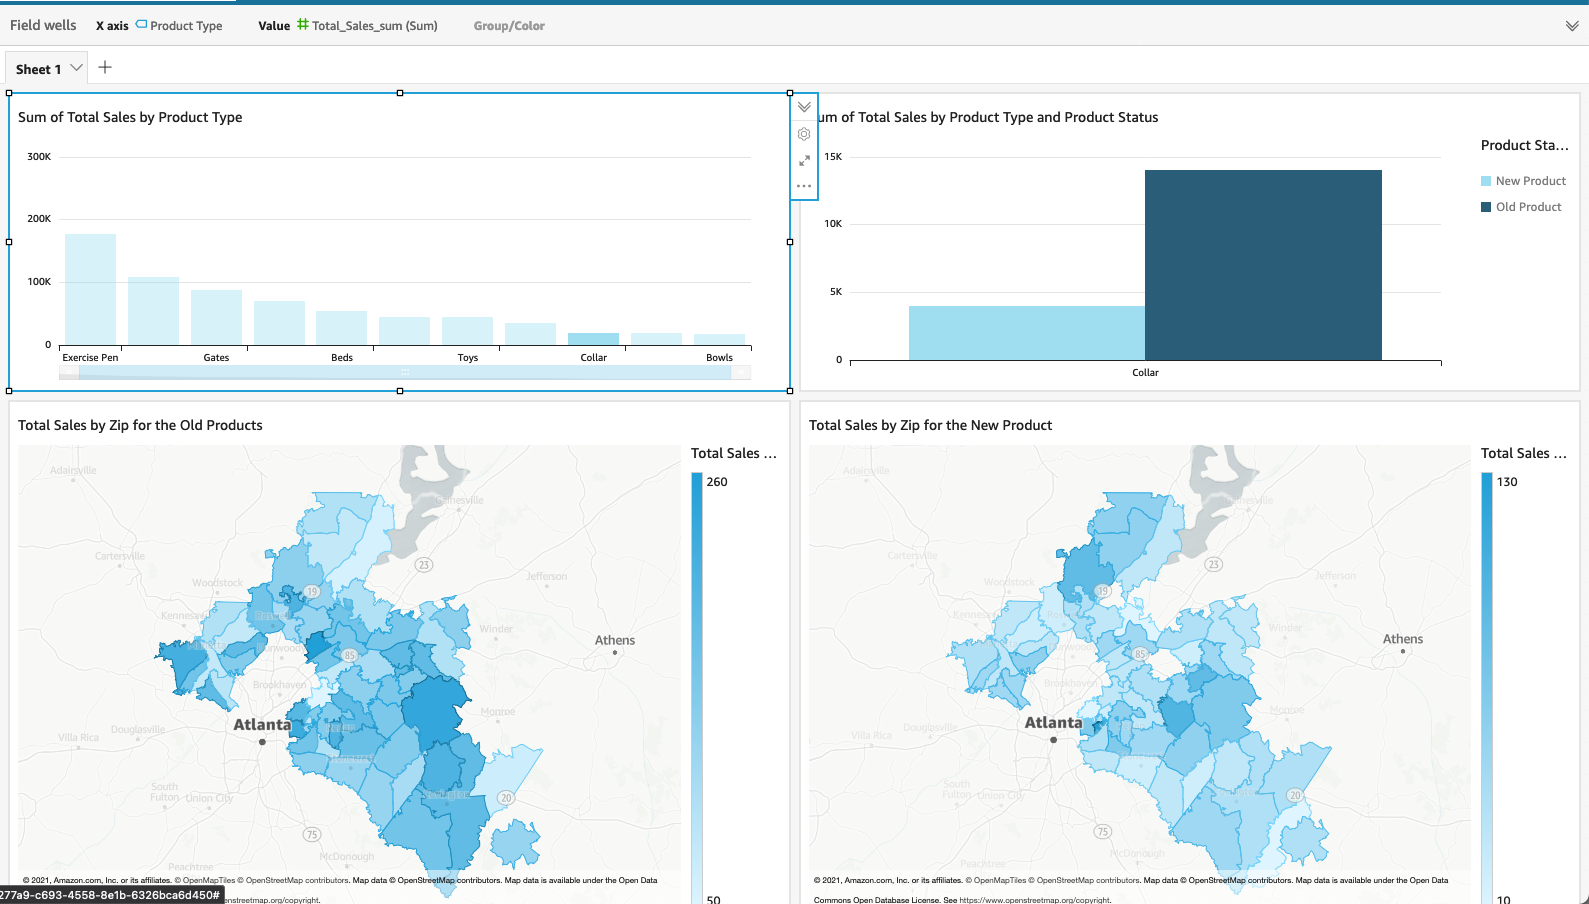 Field wells X axis Product Type Value Total_Sales_sum (Sum) Group/Color
Sheet 1
Sum of Total Sales by Product Type
300K
200K
100K
0
Exercise Pen Gates Beds Toys Collar Bowls
um of Total Sales by Product Type and Product Status
15K
10K
5K
0
Collar
Product Sta...
New Product
Old Product
Total Sales by Zip for the Old Products
Total Sales ...
260
50
Adairsville
Cartersville
Woodstock
Kennesaw
Jefferson
Winder
Athens
Brookhaven
Atlanta
Monroe
Douglasville
Villa Rica
South
Fulton Union City
McDonough
Peachtree
23
19
85
20
75
© 2021, Amazon.com, Inc. or its affiliates. © OpenMapTiles © OpenStreetMap contributors. Map data © OpenStreetMap contributors. Map data is available under the Open Data
enstreetmap.org/copyright.
277a9-c693-4558-8e1b-6326bca6d450#
Total Sales by Zip for the New Product
Total Sales ...
130
10
Adairsville
Cartersville
Woodstock
Jefferson
Winder
Athens
Brookhaven
Atlanta
Monroe
Douglasville
Villa Rica
South
Fulton Union City
McDonough
Peachtree
23
19
85
20
75
© 2021, Amazon.com, Inc. or its affiliates. © OpenMapTiles © OpenStreetMap contributors. Map data © OpenStreetMap contributors. Map data is available under the Open Data
Commons Open Database License. See https://www.openstreetmap.org/copyright.